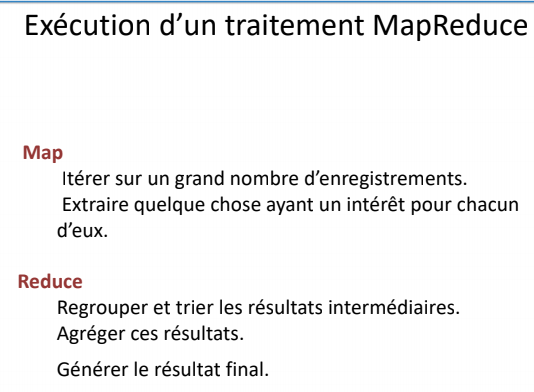 Exécution d’un traitement MapReduce
Map
Itérer sur un grand nombre d’enregistrements.
Extraire quelque chose ayant un intérêt pour chacun
d’eux.
Reduce
Regrouper et trier les résultats intermédiaires.
Agréger ces résultats.
Générer le résultat final.